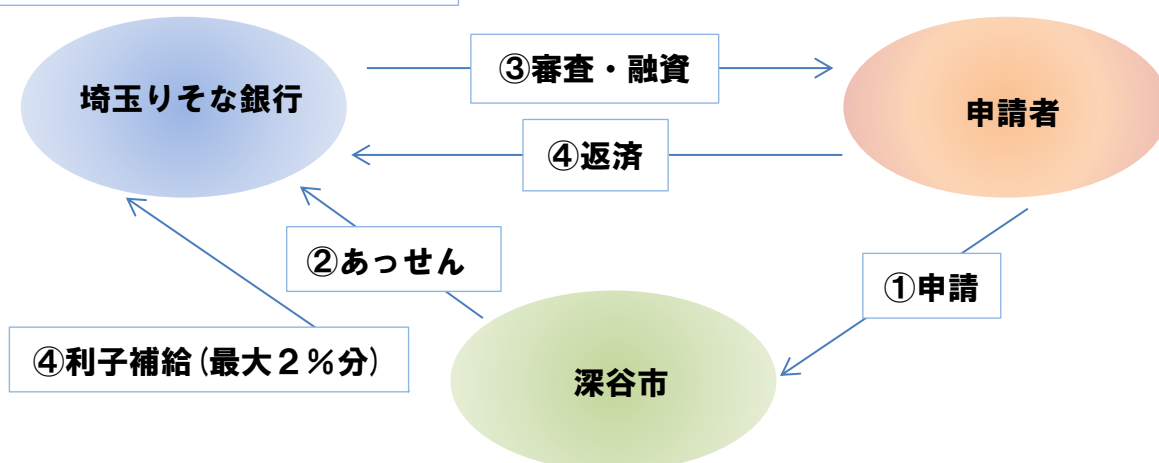 ③審査・融資
埼玉りそな銀行
申請者
④返済
②あっせん
①申請
④利子補給(最大２％分)
深谷市